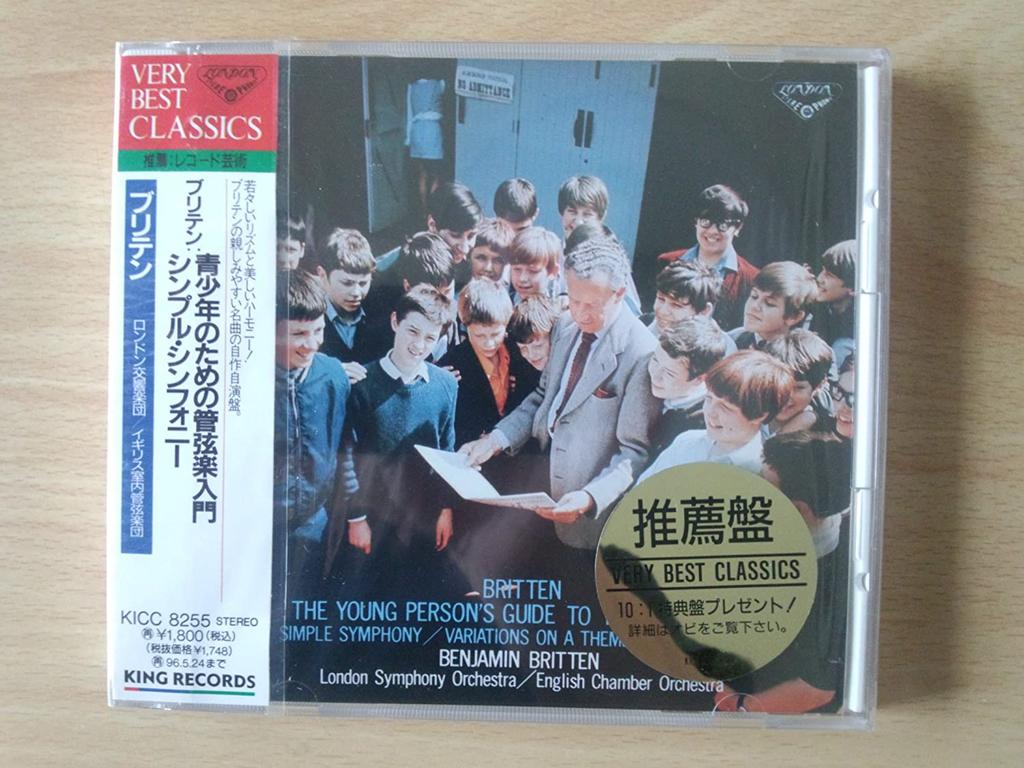 VERY
BEST
CLASSICS
LONDON
推薦:レコード芸術
若々しいリズムと美しいハーモニー!
ブリテンの親しみやすい名曲の自作自演盤。
ブリテン:青少年のための管弦楽入門
シンプル・シンフォニー
ブリテン
ロンドン交響楽団/イギリス室内管弦楽団
KICC 8255 STEREO
再¥1,800(税込)
(税抜価格¥1,748)
再96.5.24まで
KING RECORDS
NO ADMITTANCE
LONDON
推薦盤
VERY BEST CLASSICS
10:1特典盤プレゼント!
詳細はオビをご覧下さい。
BRITTEN
THE YOUNG PERSON'S GUIDE TO
SIMPLE SYMPHONY/VARIATIONS ON A THEM
BENJAMIN BRITTEN
London Symphony Orchestra/English Chamber Orchestra